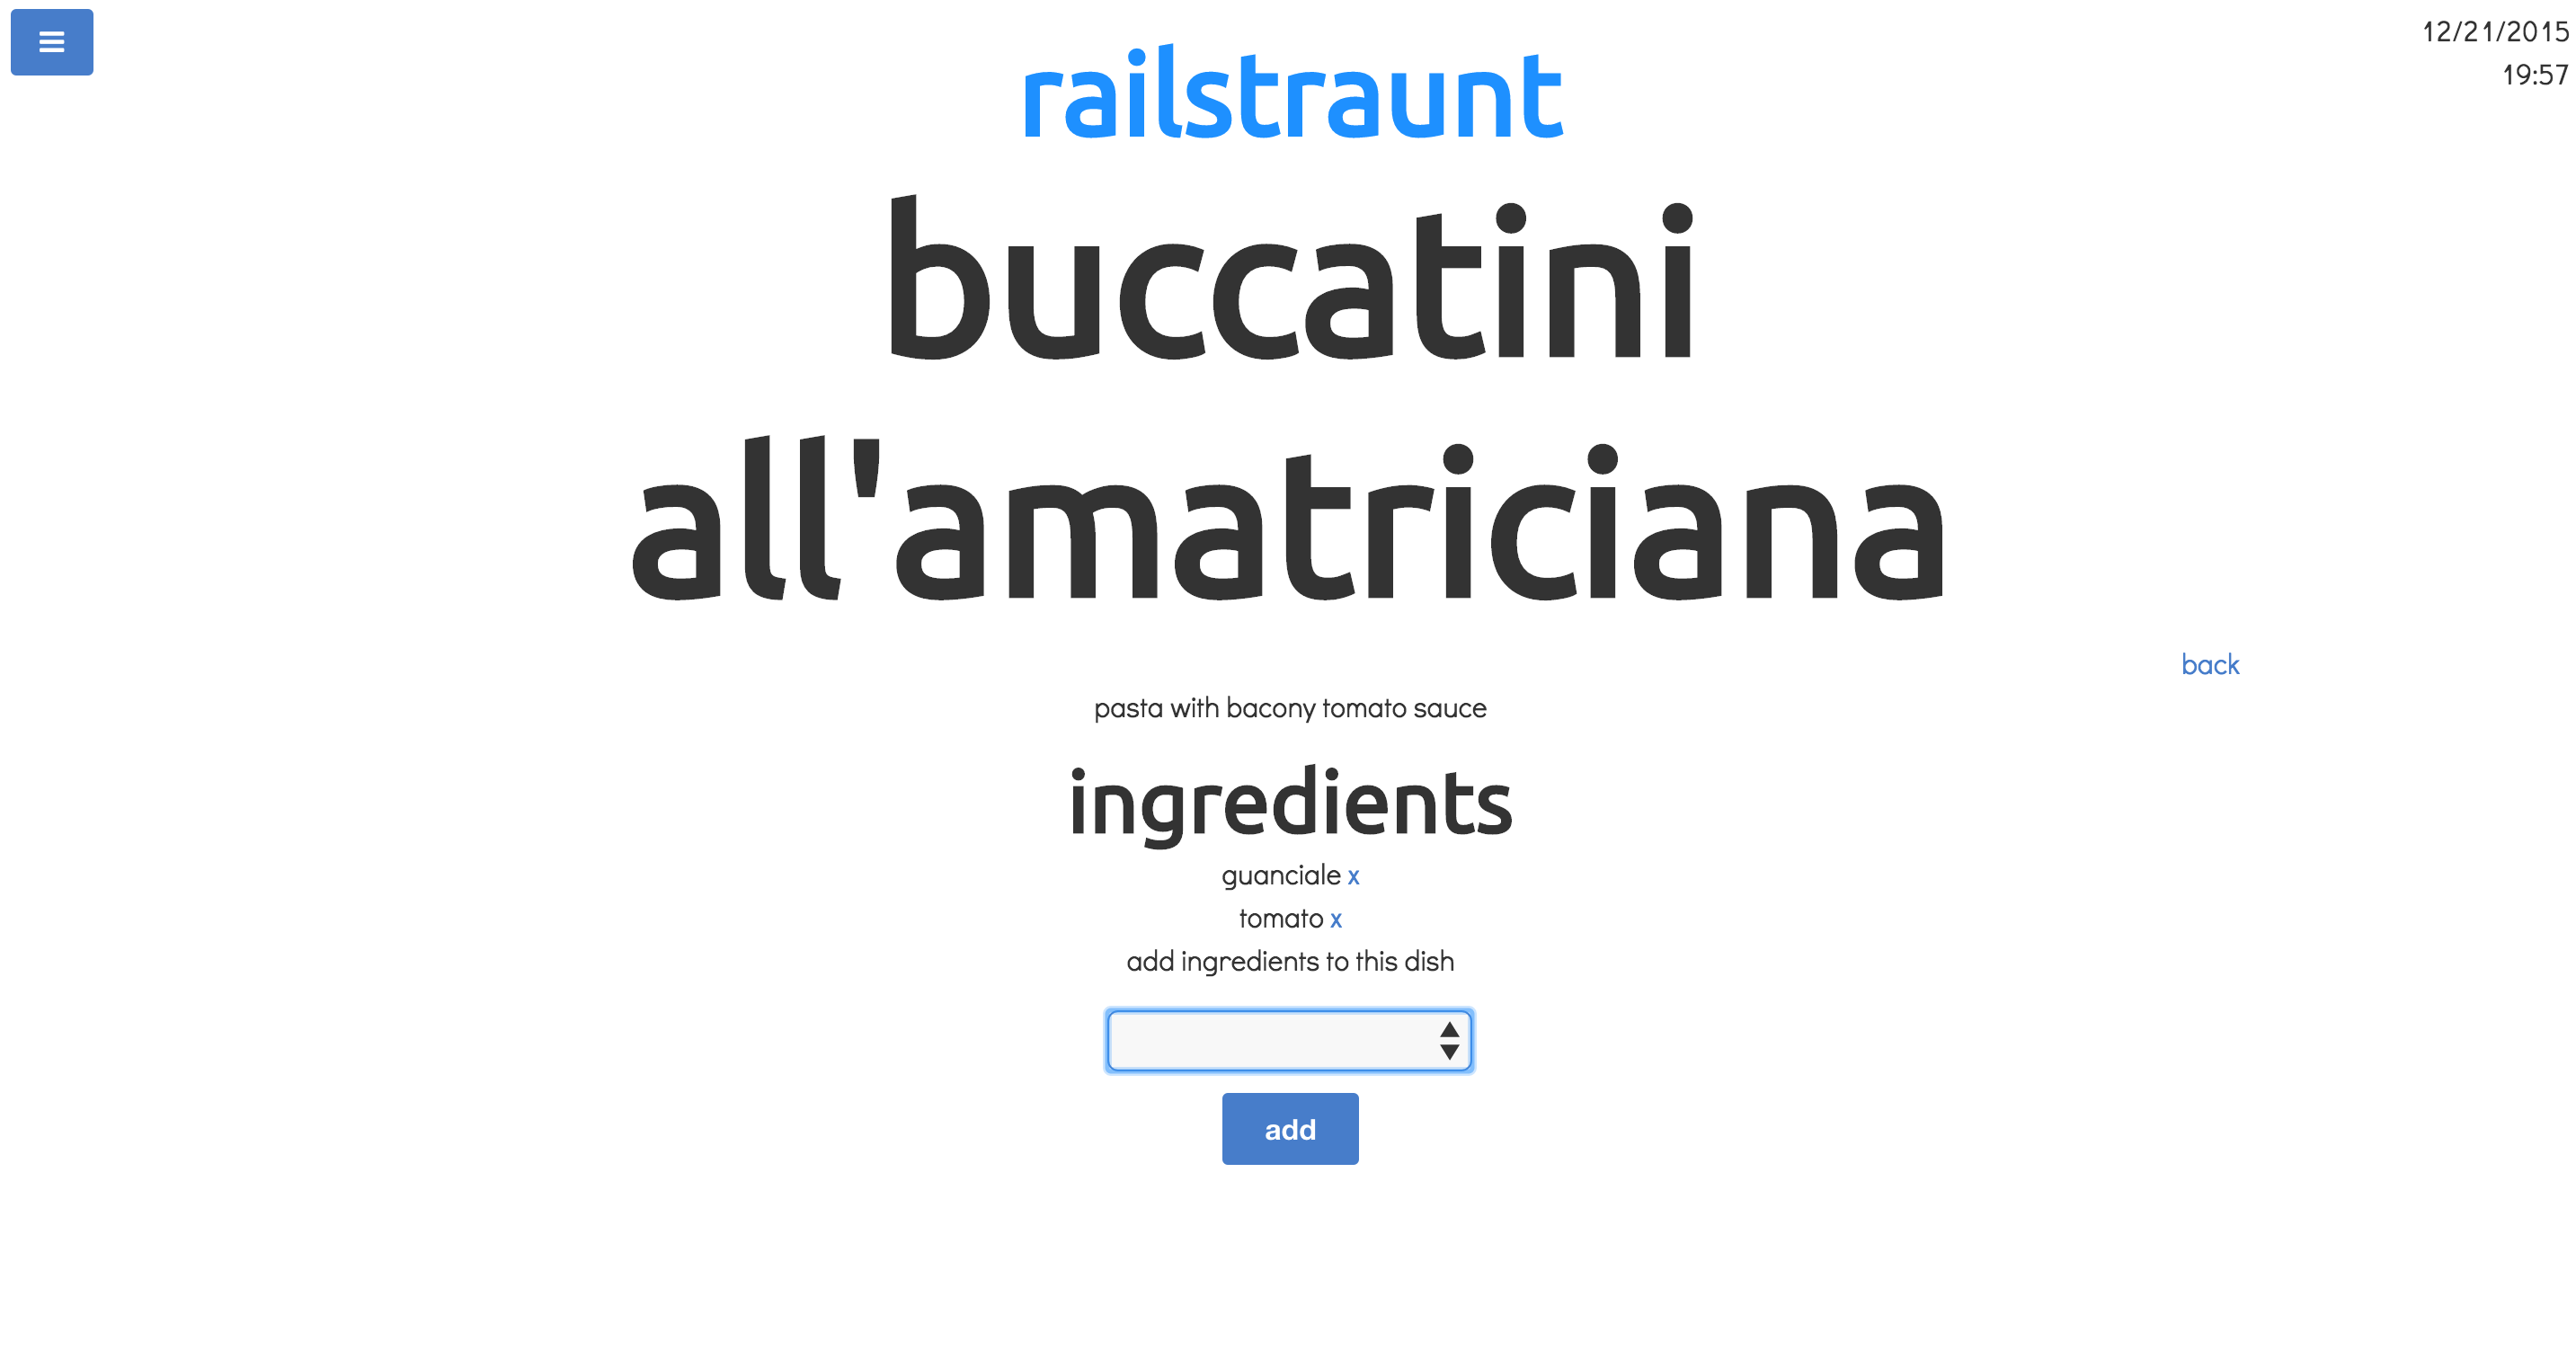 12/21/2015
19:57
railstraunt
buccatini
all'amatriciana
back
pasta with bacony tomato sauce
ingredients
guanciale x
tomato x
add ingredients to this dish
add